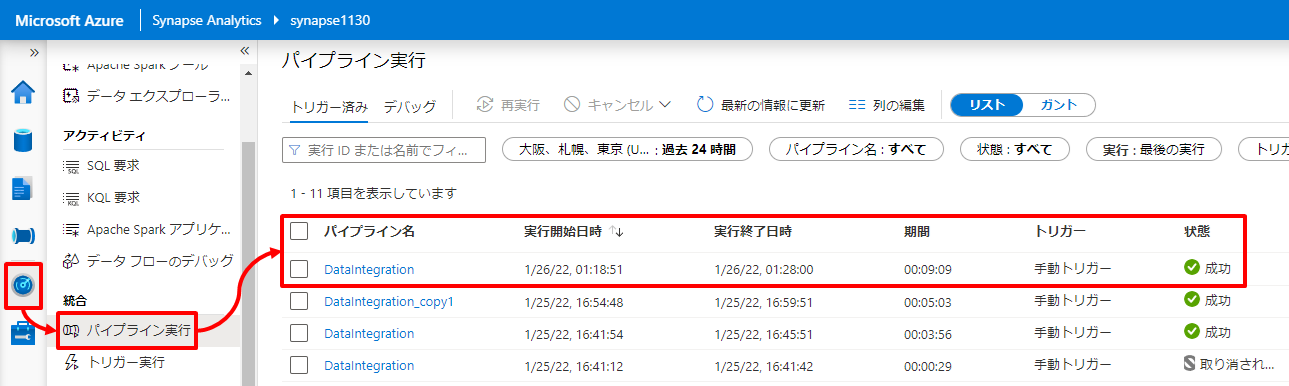 Microsoft Azure Synapse Analytics synapse1130
Apache Spark プール
データ エクスプローラ...
アクティビティ
SQL 要求
KQL 要求
Apache Spark アプリケ...
データ フローのデバッグ
統合
パイプライン実行
トリガー実行
パイプライン実行
トリガー済み デバッグ 再実行 キャンセル 最新の情報に更新 列の編集 リスト ガント
実行 ID または名前でフィ... 大阪、札幌、東京 (U... : 過去 24 時間 パイプライン名 : すべて 状態 : すべて 実行 : 最後の実行 トリガ
1 - 11 項目を表示しています
パイプライン名 実行開始日時 ↑↓ 実行終了日時 期間 トリガー 状態
DataIntegration 1/26/22, 01:18:51 1/26/22, 01:28:00 00:09:09 手動トリガー 成功
DataIntegration_copy1 1/25/22, 16:54:48 1/25/22, 16:59:51 00:05:03 手動トリガー 成功
DataIntegration 1/25/22, 16:41:54 1/25/22, 16:45:51 00:03:56 手動トリガー 成功
DataIntegration 1/25/22, 16:41:12 1/25/22, 16:41:42 00:00:29 手動トリガー 取り消され...